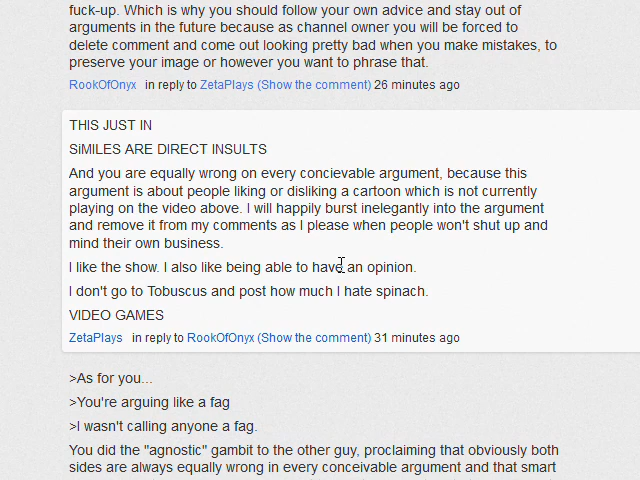 fuck-up. Which is why you should follow your own advice and stay out of
arguments in the future because as channel owner you will be forced to
delete comment and come out looking pretty bad when you make mistakes, to
preserve your image or however you want to phrase that.
RookOfOnyx in reply to ZetaPlays (Show the comment) 26 minutes ago
THIS JUST IN
SiMILES ARE DIRECT INSULTS
And you are equally wrong on every concievable argument, because this
argument is about people liking or disliking a cartoon which is not currently
playing on the video above. I will happily burst inelegantly into the argument
and remove it from my comments as I please when people won't shut up and
mind their own business.
I like the show. I also like being able to have an opinion.
I don't go to Tobuscus and post how much I hate spinach.
VIDEO GAMES
ZetaPlays in reply to RookOfOnyx (Show the comment) 31 minutes ago
>As for you...
>You're arguing like a fag
>I wasn't calling anyone a fag.
You did the "agnostic" gambit to the other guy, proclaiming that obviously both
sides are always equally wrong in every conceivable argument and that smart